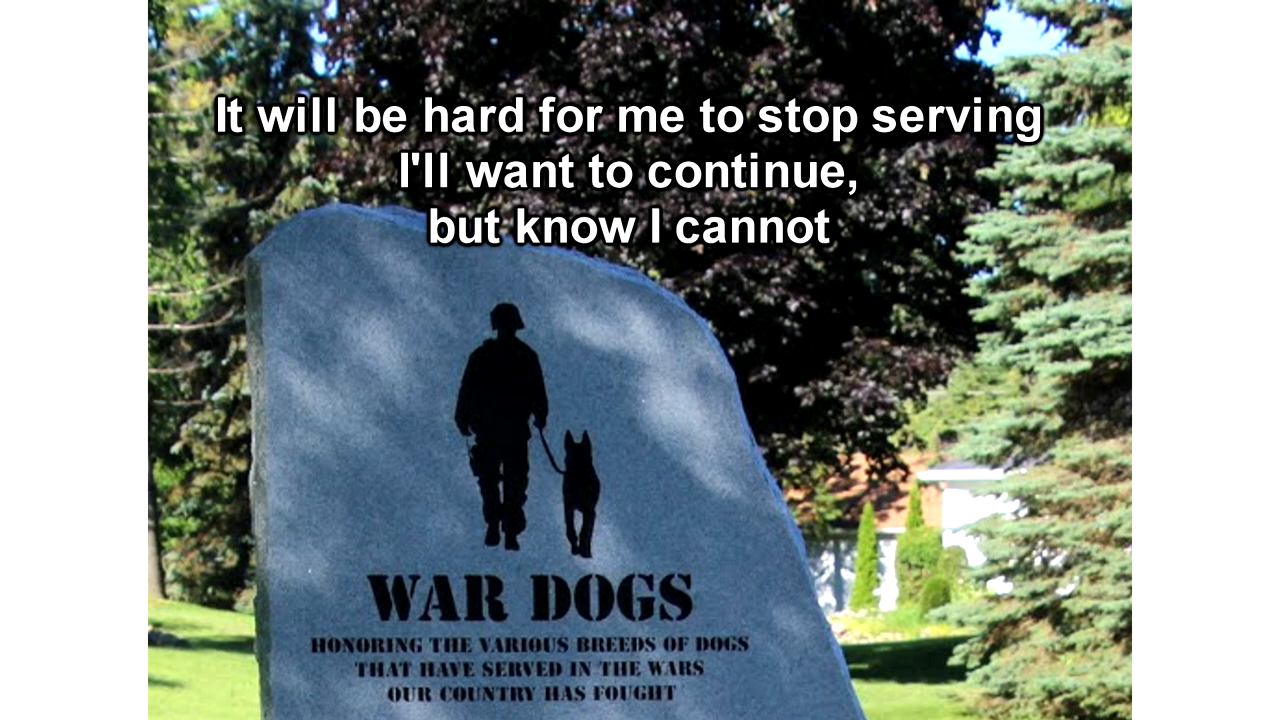 It will be hard for me to stop serving
I'll want to continue,
but know I cannot
WAR DOGS
HONORING THE VARIOUS BREEDS OF DOGS
THAT HAVE SERVED IN THE WARS
OUR COUNTRY HAS FOUGHT